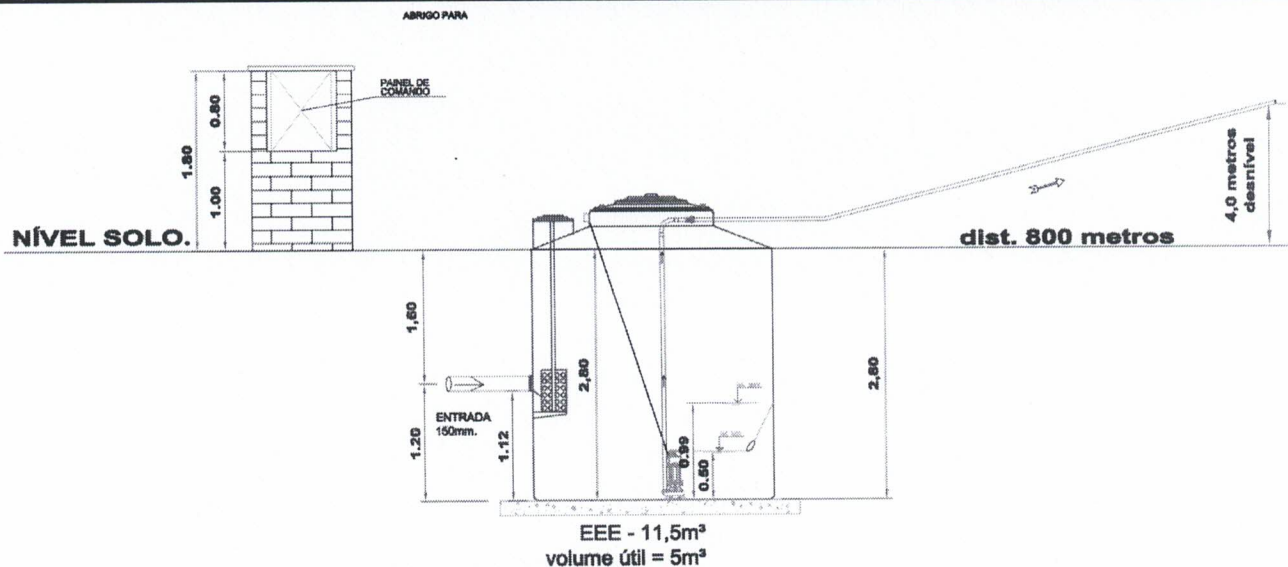 ABRIGO PARA
PAINEL DE
COMANDO
0.80
1.80
1.00
4,0 metros
desnível
NÍVEL SOLO.
dist. 800 metros
1,60
2,80
2,80
ENTRADA
150mm.
1.20
1.12
0.99
0.50
EEE - 11,5m³
volume útil = 5m³